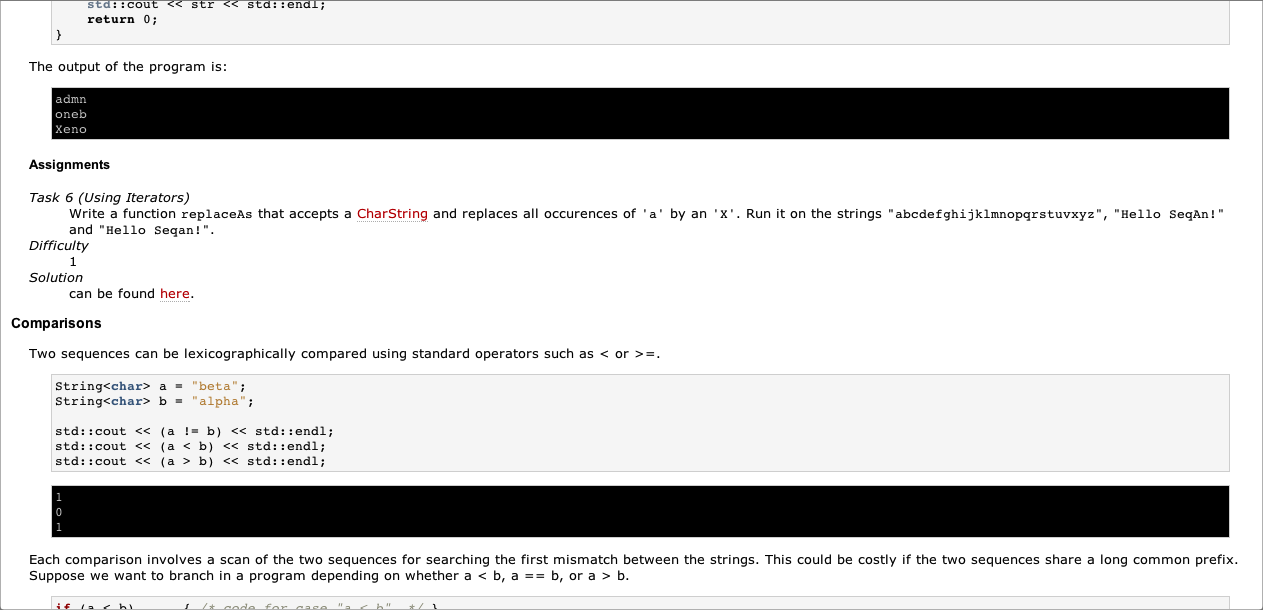 std::cout << str << std::endl;
return 0;
}
The output of the program is:
admn
oneb
Xeno
Assignments
Task 6 (Using Iterators)
Write a function replaceAs that accepts a CharString and replaces all occurences of 'a' by an 'X'. Run it on the strings "abcdefghijklmnopqrstuvxyz", "Hello SeqAn!"
and "Hello Seqan!".
Difficulty
1
Solution
can be found here.
Comparisons
Two sequences can be lexicographically compared using standard operators such as < or >=.
String<char> a = "beta";
String<char> b = "alpha";
std::cout << (a != b) << std::endl;
std::cout << (a < b) << std::endl;
std::cout << (a > b) << std::endl;
1
0
1
Each comparison involves a scan of the two sequences for searching the first mismatch between the strings. This could be costly if the two sequences share a long common prefix.
Suppose we want to branch in a program depending on whether a < b, a == b, or a > b.
if (a < b) { /* code for case "a < b" */ }